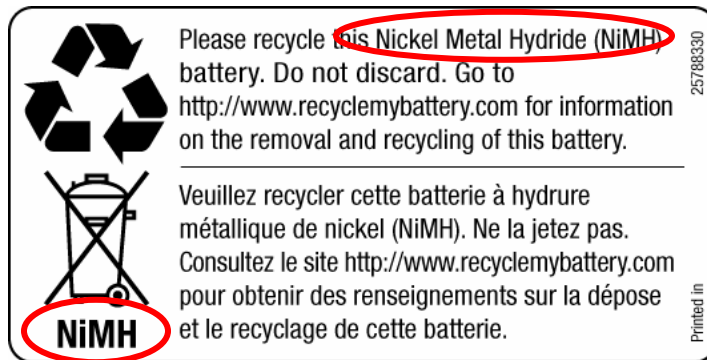 Please recycle this Nickel Metal Hydride (NiMH)
battery. Do not discard. Go to
http://www.recyclemybattery.com for information
on the removal and recycling of this battery.
Veuillez recycler cette batterie à hydrure
métallique de nickel (NiMH). Ne la jetez pas.
Consultez le site http://www.recyclemybattery.com
pour obtenir des renseignements sur la dépose
et le recyclage de cette batterie.
NiMH
25788330
Printed in